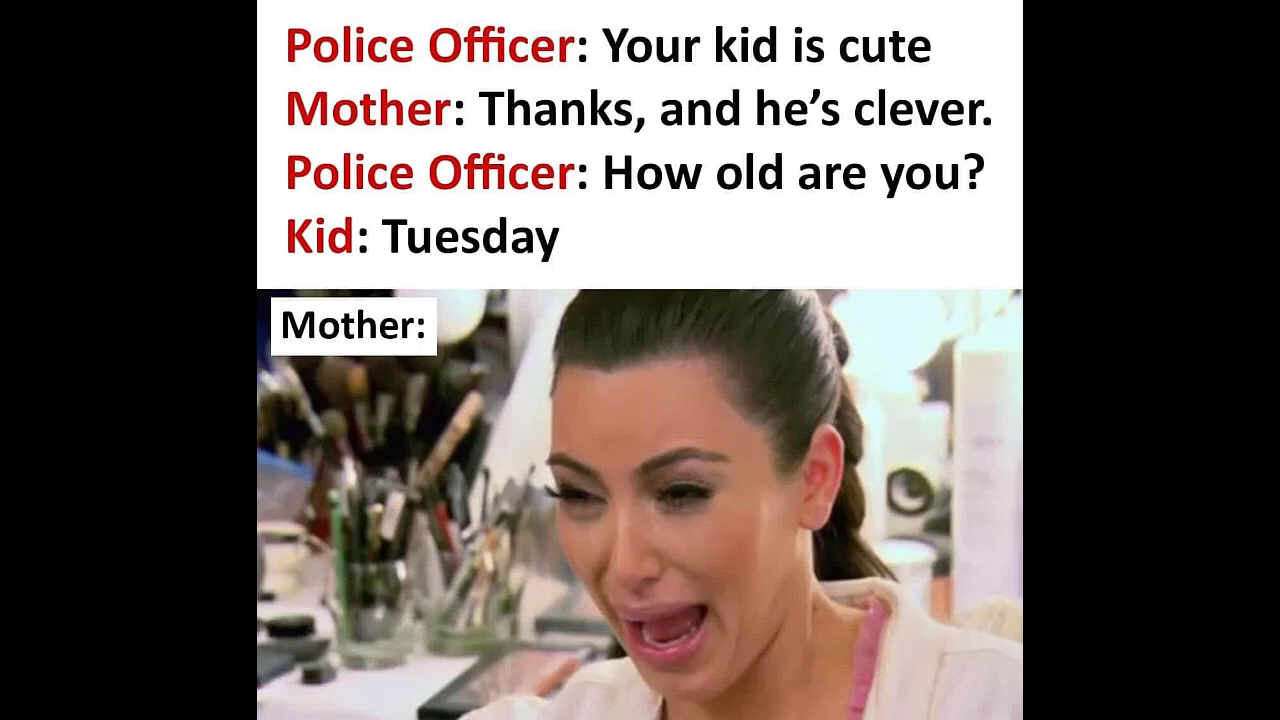 Police Officer: Your kid is cute
Mother: Thanks, and he’s clever.
Police Officer: How old are you?
Kid: Tuesday
Mother: